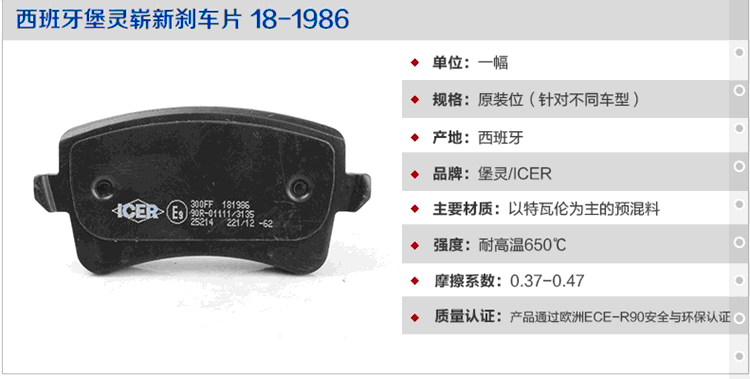 西班牙堡灵崭新刹车片 18-1986
单位：一幅
规格：原装位（针对不同车型）
产地：西班牙
品牌：堡灵/ICER
主要材质：以特瓦伦为主的预混料
强度：耐高温650℃
摩擦系数：0.37-0.47
质量认证：产品通过欧洲ECE-R90安全与环保认证
ICER
E9
300FF 181986
90R-01111/3135
25214 221/12 -62